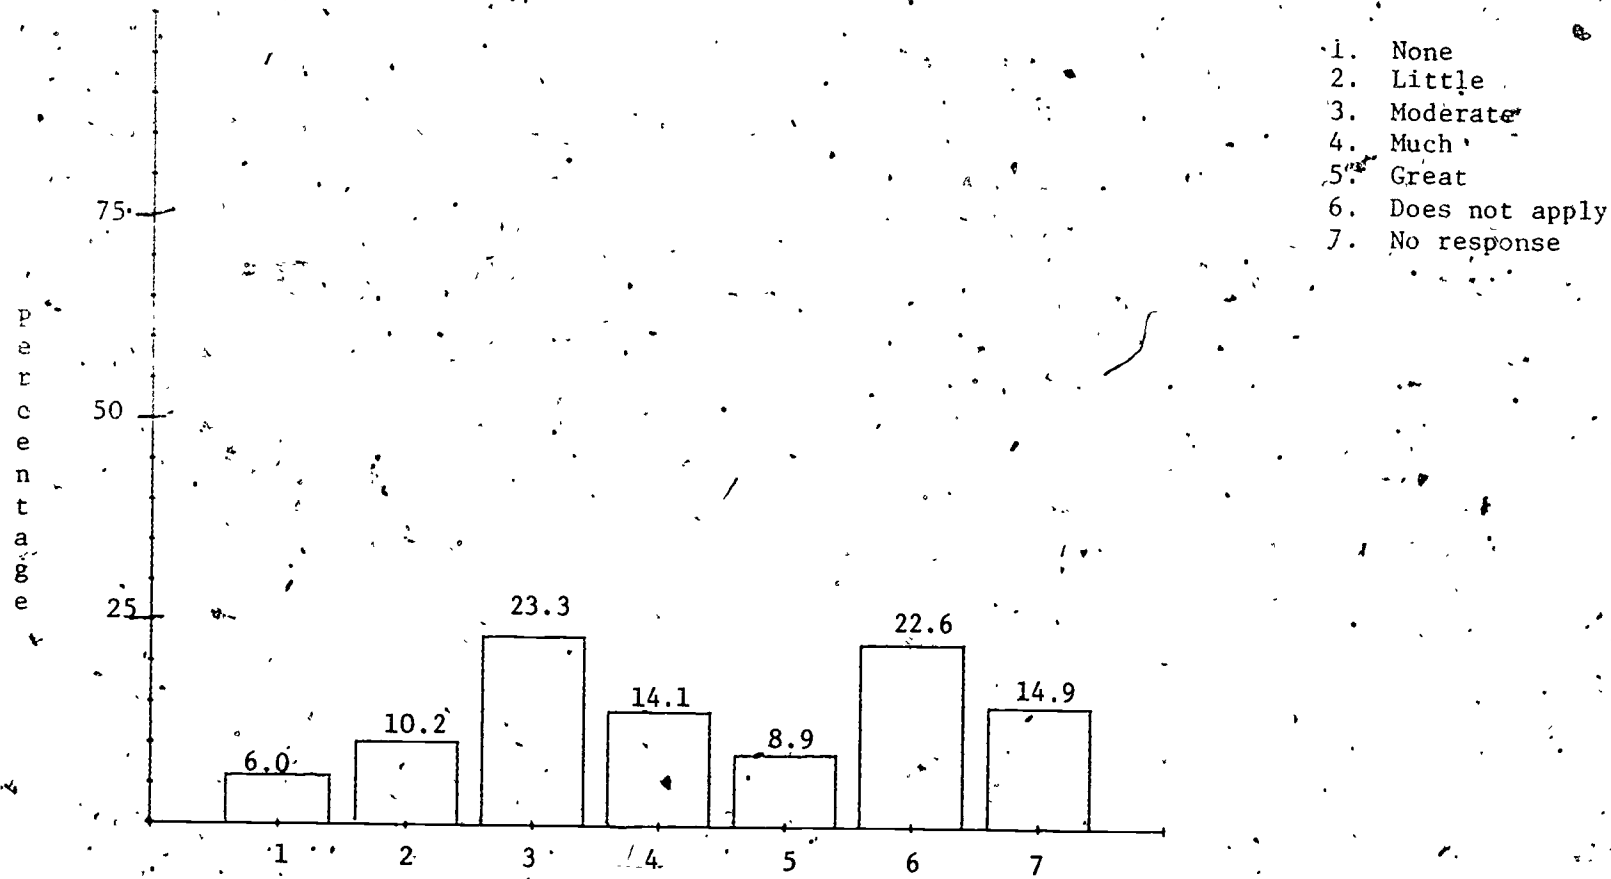 1. None
2. Little
3. Moderate
4. Much
5. Great
6. Does not apply
7. No response
Percentage
75
50
25
6.0
10.2
23.3
14.1
8.9
22.6
14.9
1 2 3 4 5 6 7